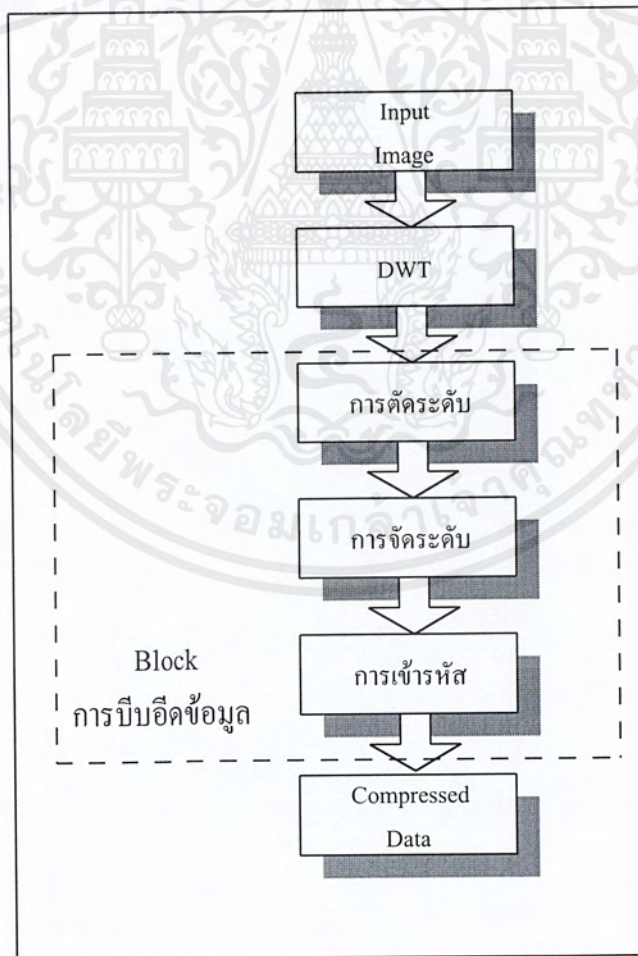 Input
Image
DWT
การตัดระดับ
การจัดระดับ
การเข้ารหัส
Block
การบีบอีดข้อมูล
Compressed
Data